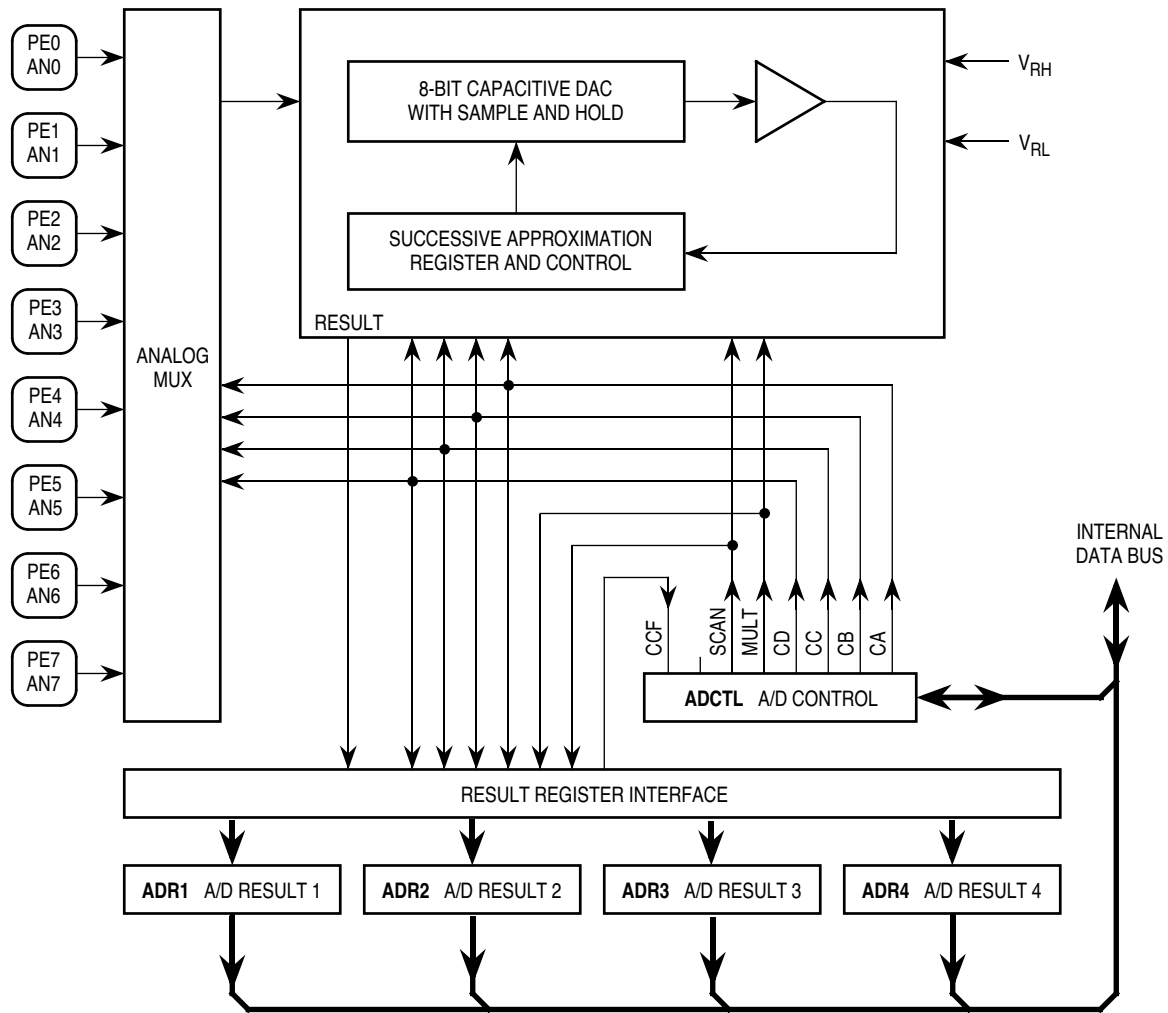 PE0
AN0
PE1
AN1
PE2
AN2
PE3
AN3
PE4
AN4
PE5
AN5
PE6
AN6
PE7
AN7
ANALOG
MUX
8-BIT CAPACITIVE DAC
WITH SAMPLE AND HOLD
SUCCESSIVE APPROXIMATION
REGISTER AND CONTROL
RESULT
VRH
VRL
INTERNAL
DATA BUS
CCF
SCAN
MULT
CD
CC
CB
CA
ADCTL A/D CONTROL
RESULT REGISTER INTERFACE
ADR1 A/D RESULT 1
ADR2 A/D RESULT 2
ADR3 A/D RESULT 3
ADR4 A/D RESULT 4